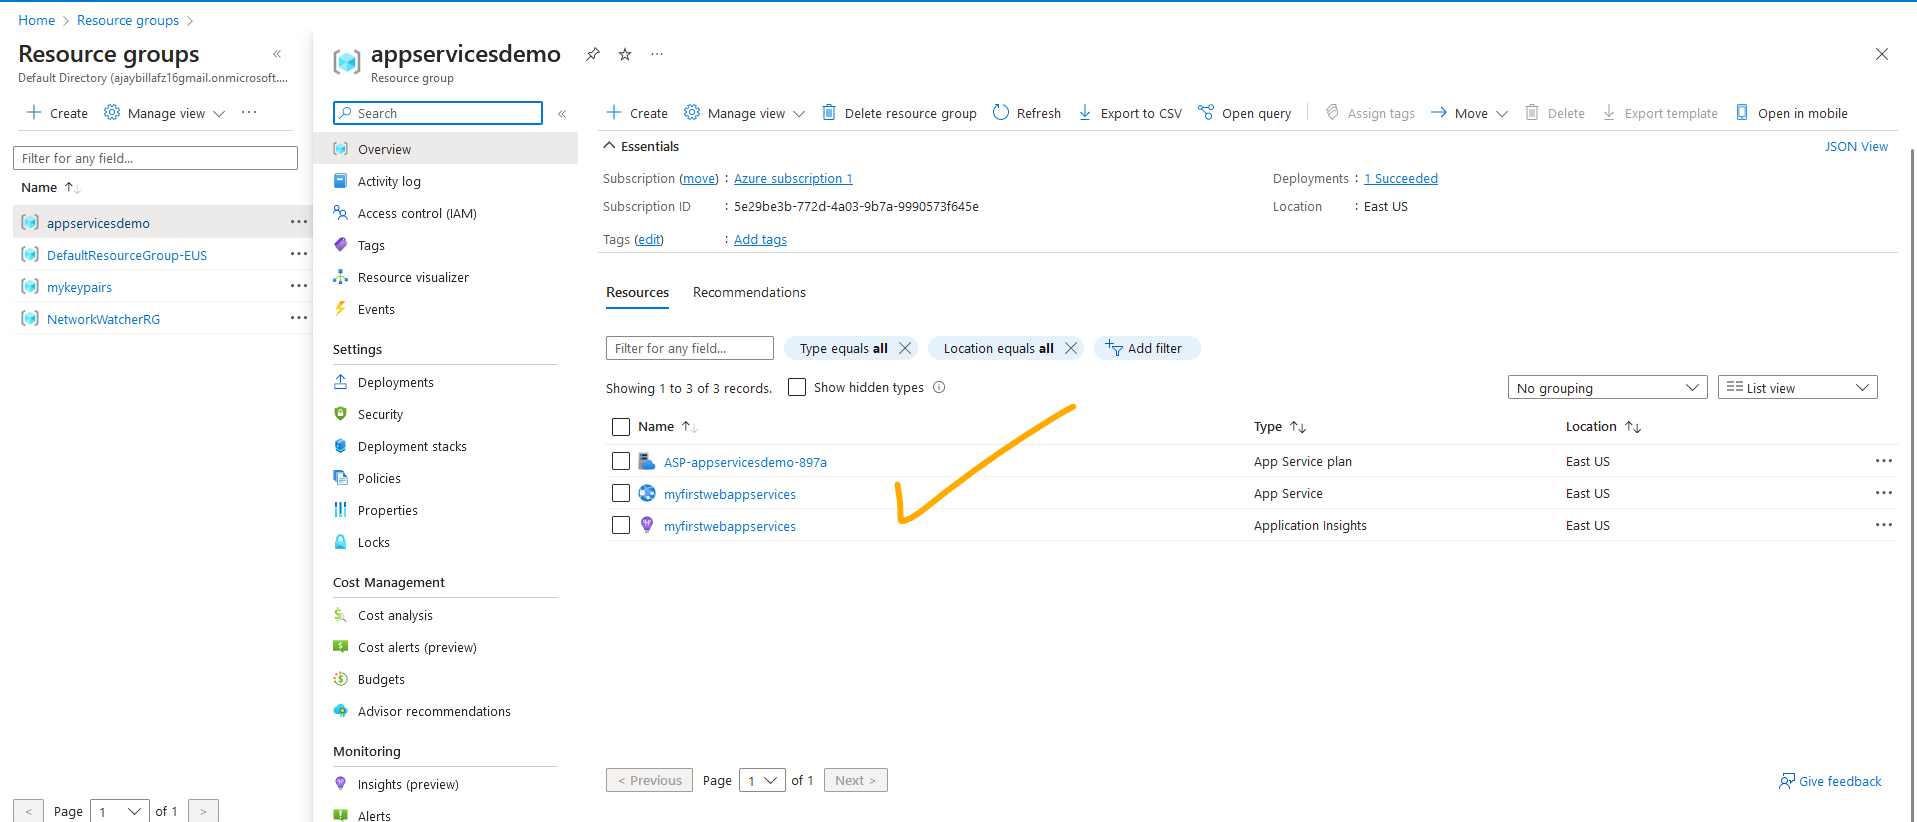 Home > Resource groups >
Resource groups «
Default Directory (ajaybillafz16gmail.onmicrosoft....
Create Manage view ···
Filter for any field...
Name
appservicesdemo ···
DefaultResourceGroup-EUS ···
mykeypairs ···
NetworkWatcherRG ···
< Page 1 of 1 >
appservicesdemo ···
Resource group
Search «
Overview
Activity log
Access control (IAM)
Tags
Resource visualizer
Events
Settings
Deployments
Security
Deployment stacks
Policies
Properties
Locks
Cost Management
Cost analysis
Cost alerts (preview)
Budgets
Advisor recommendations
Monitoring
Insights (preview)
Alerts
Create Manage view Delete resource group Refresh Export to CSV Open query Assign tags Move Delete Export template Open in mobile
Essentials JSON View
Subscription (move) : Azure subscription 1 Deployments : 1 Succeeded
Subscription ID : 5e29be3b-772d-4a03-9b7a-9990573f645e Location : East US
Tags (edit) : Add tags
Resources Recommendations
Filter for any field... Type equals all Location equals all Add filter
Showing 1 to 3 of 3 records. Show hidden types No grouping List view
Name Type Location
ASP-appservicesdemo-897a App Service plan East US ···
myfirstwebappservices App Service East US ···
myfirstwebappservices Application Insights East US ···
< Previous Page 1 of 1 Next > Give feedback